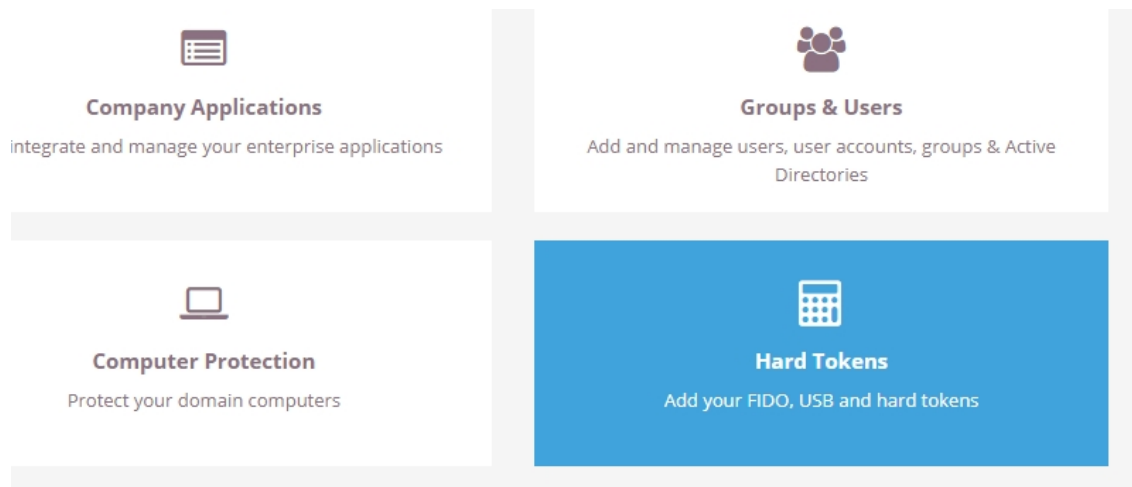 Company Applications
integrate and manage your enterprise applications
Groups & Users
Add and manage users, user accounts, groups & Active
Directories
Computer Protection
Protect your domain computers
Hard Tokens
Add your FIDO, USB and hard tokens